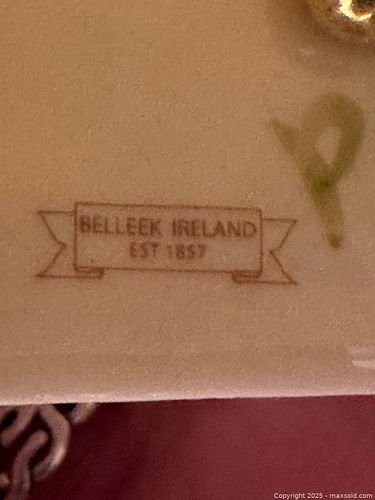 BELLEEK IRELAND
EST 1857
Copyright © 2025 - maxsold.com